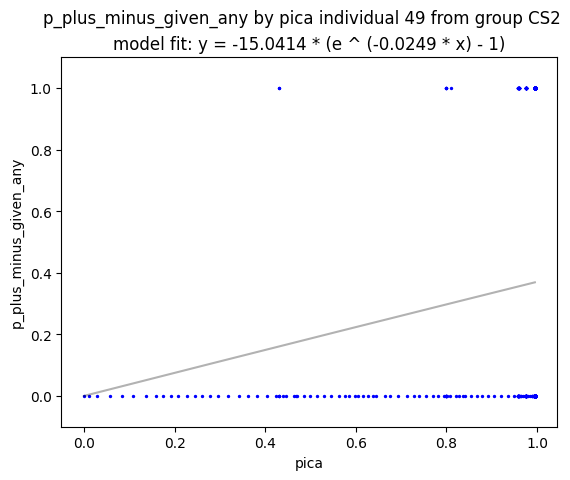 p_plus_minus_given_any by pica individual 49 from group CS2
model fit: y = -15.0414 * (e ^ (-0.0249 * x) - 1)
p_plus_minus_given_any
1.0
0.8
0.6
0.4
0.2
0.0
0.0 0.2 0.4 0.6 0.8 1.0
pica